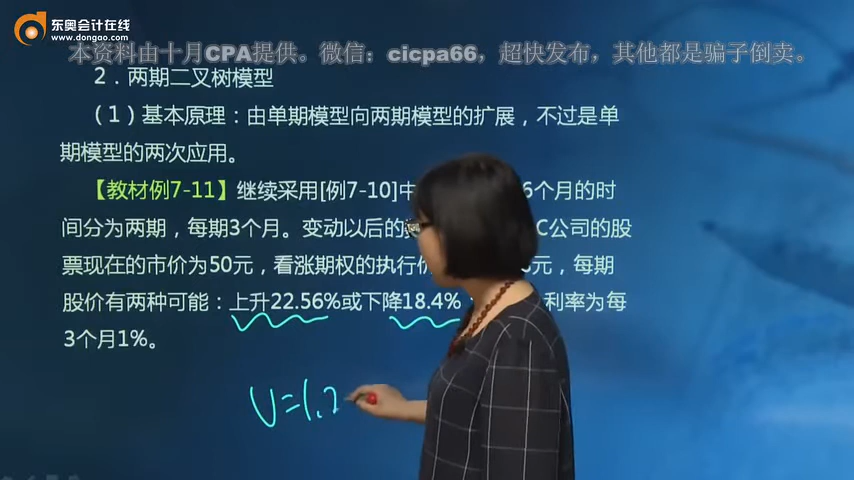 东奥会计在线
www.dongao.com
本资料由十月CPA提供。微信：cicpa66，超快发布，其他都是骗子倒卖。
2．两期二叉树模型
（1）基本原理：由单期模型向两期模型的扩展，不过是单
期模型的两次应用。
【教材例7-11】继续采用[例7-10]中 6个月的时
间分为两期，每期3个月。变动以后的 C公司的股
票现在的市价为50元，看涨期权的执行价 元，每期
股价有两种可能：上升22.56%或下降18.4% 利率为每
3个月1%。
U=1.2